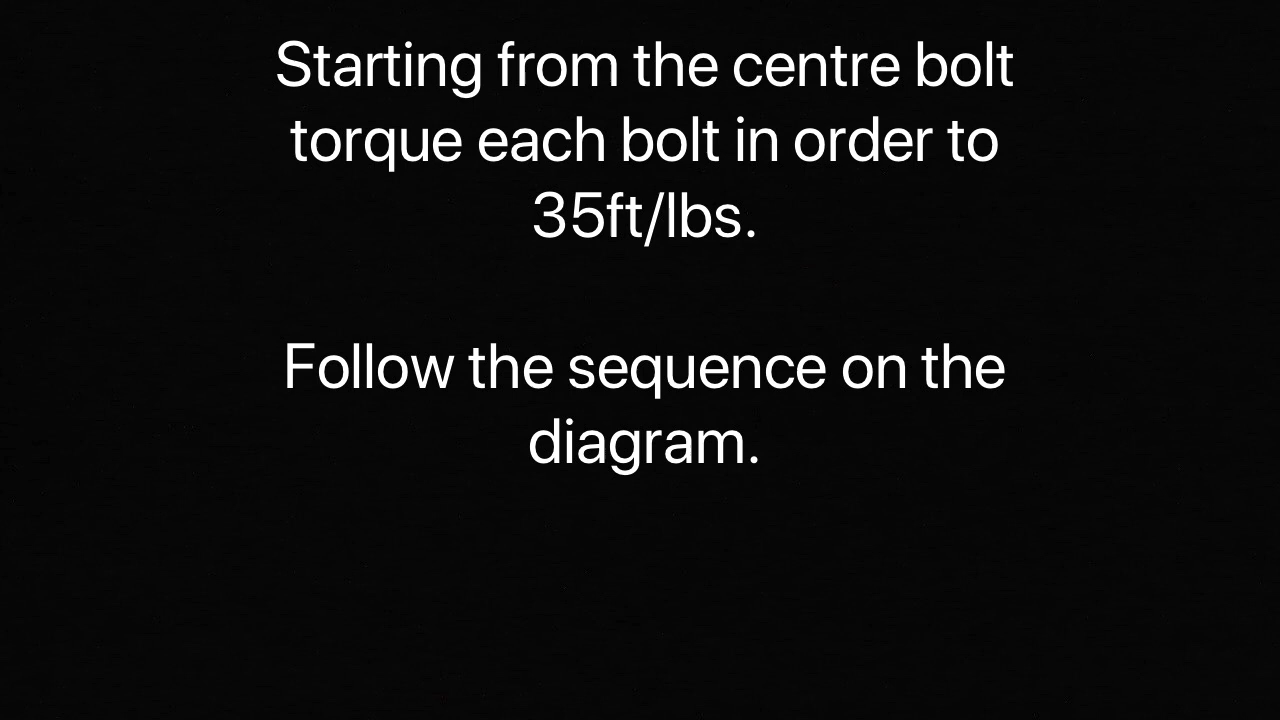 Starting from the centre bolt
torque each bolt in order to
35ft/lbs.
Follow the sequence on the
diagram.